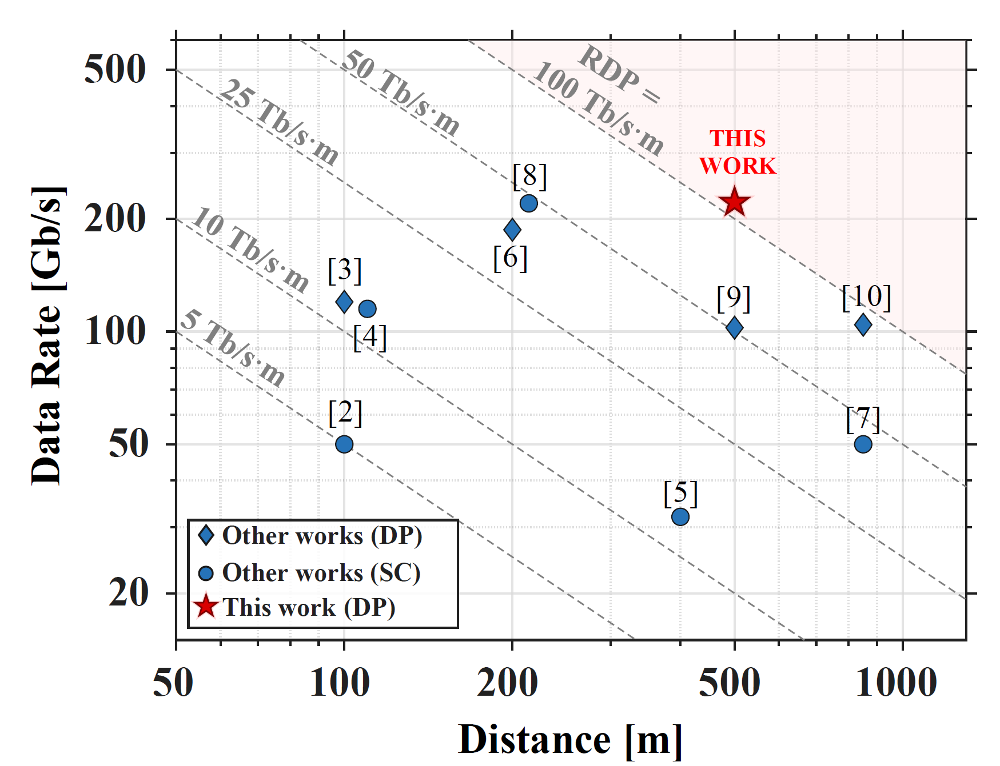 500
200
100
50
20
Data Rate [Gb/s]
RDP =
100 Tb/s·m
50 Tb/s·m
25 Tb/s·m
10 Tb/s·m
5 Tb/s·m
THIS
WORK
[8]
[6]
[3]
[4]
[9]
[10]
[2]
[7]
[5]
Other works (DP)
Other works (SC)
This work (DP)
50
100
200
500
1000
Distance [m]